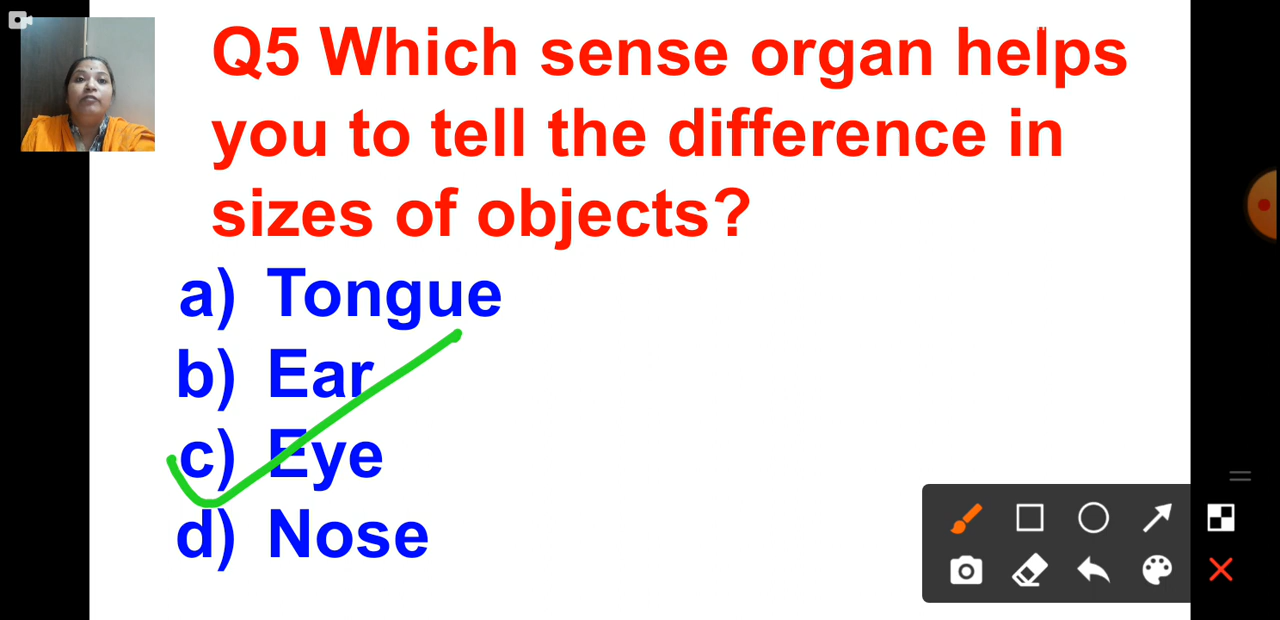 Q5 Which sense organ helps
you to tell the difference in
sizes of objects?
a) Tongue
b) Ear
c) Eye
d) Nose